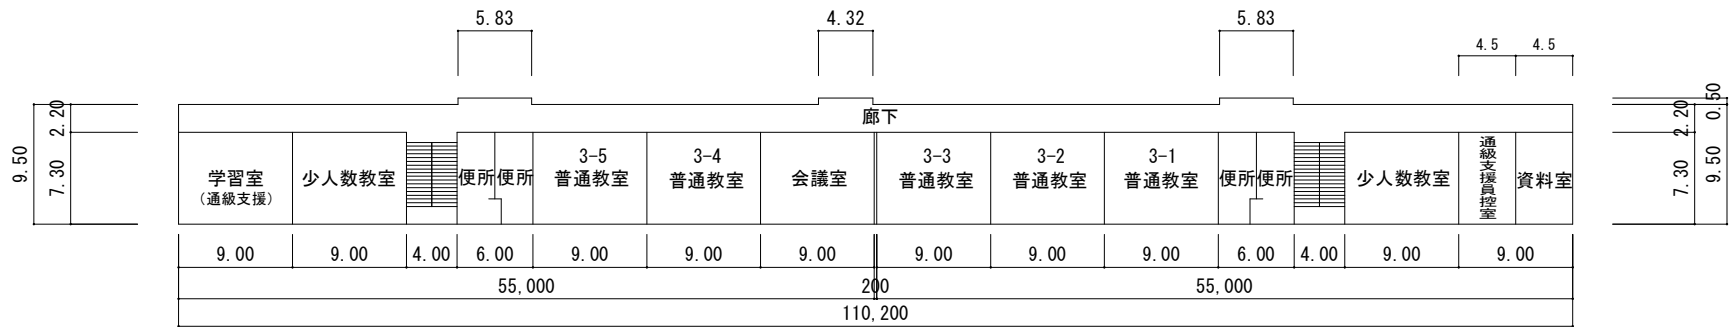 5.83 4.32 5.83
4.5 4.5
廊下
9.50 2.20 7.30
2.20 7.30 0.50 9.50
学習室
(通級支援)
少人数教室
便所 便所
3-5
普通教室
3-4
普通教室
会議室
3-3
普通教室
3-2
普通教室
3-1
普通教室
便所 便所
少人数教室
通級支援員控室
資料室
9.00 9.00 4.00 6.00 9.00 9.00 9.00 9.00 9.00 9.00 6.00 4.00 9.00 9.00
55,000 200 55,000
110,200